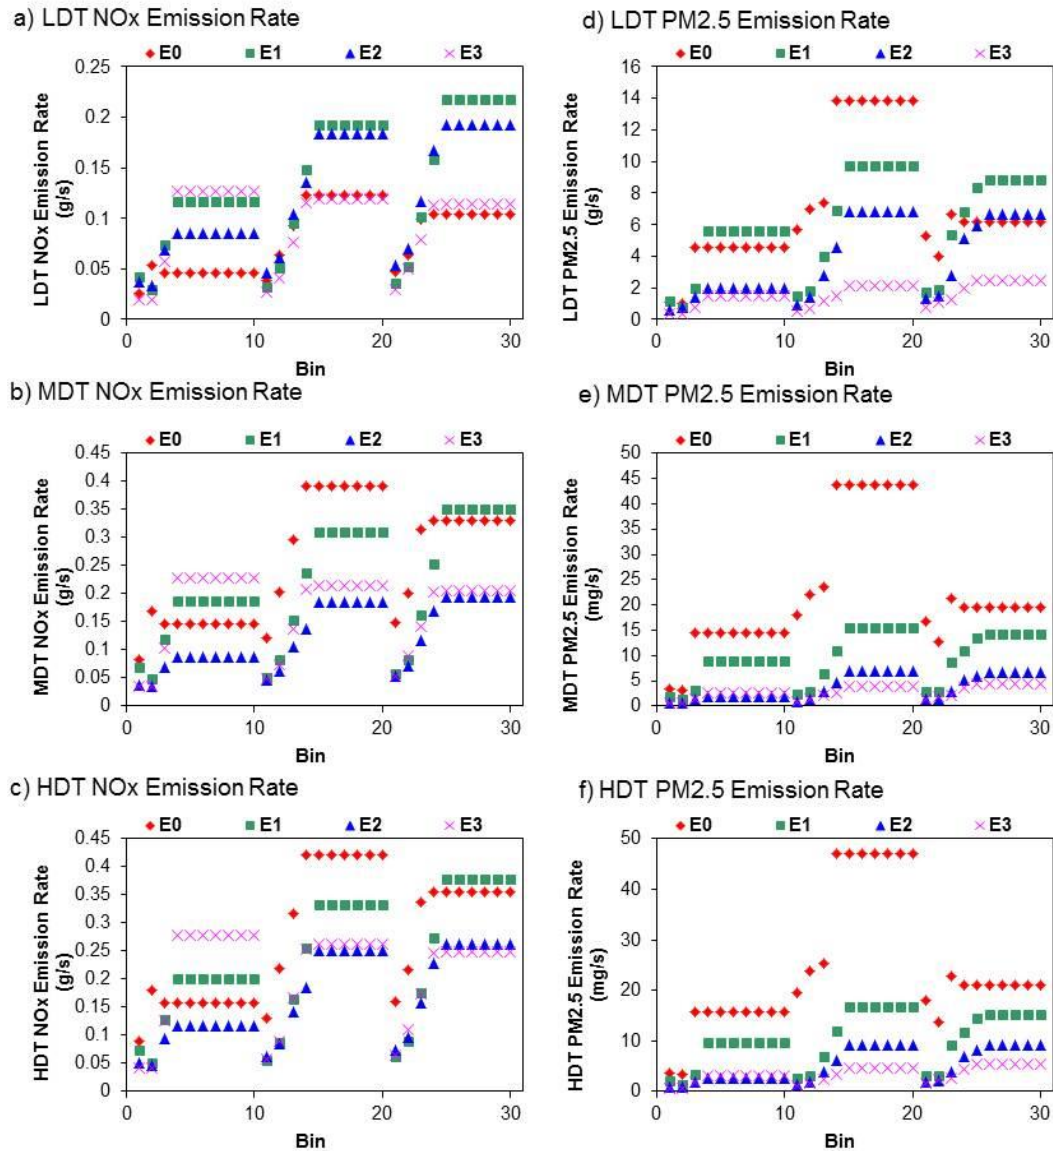 a) LDT NOx Emission Rate
E0 E1 E2 E3
0.25
0.2
0.15
0.1
0.05
0
LDT NOx Emission Rate
(g/s)
0 10 20 30
Bin
b) MDT NOx Emission Rate
E0 E1 E2 E3
0.45
0.4
0.35
0.3
0.25
0.2
0.15
0.1
0.05
0
MDT NOx Emission Rate
(g/s)
0 10 20 30
Bin
c) HDT NOx Emission Rate
E0 E1 E2 E3
0.45
0.4
0.35
0.3
0.25
0.2
0.15
0.1
0.05
0
HDT NOx Emission Rate
(g/s)
0 10 20 30
Bin
d) LDT PM2.5 Emission Rate
E0 E1 E2 E3
16
14
12
10
8
6
4
2
0
LDT PM2.5 Emission Rate
(g/s)
0 10 20 30
Bin
e) MDT PM2.5 Emission Rate
E0 E1 E2 E3
50
45
40
35
30
25
20
15
10
5
0
MDT PM2.5 Emission Rate
(mg/s)
0 10 20 30
Bin
f) HDT PM2.5 Emission Rate
E0 E1 E2 E3
50
40
30
20
10
0
HDT PM2.5 Emission Rate
(mg/s)
0 10 20 30
Bin